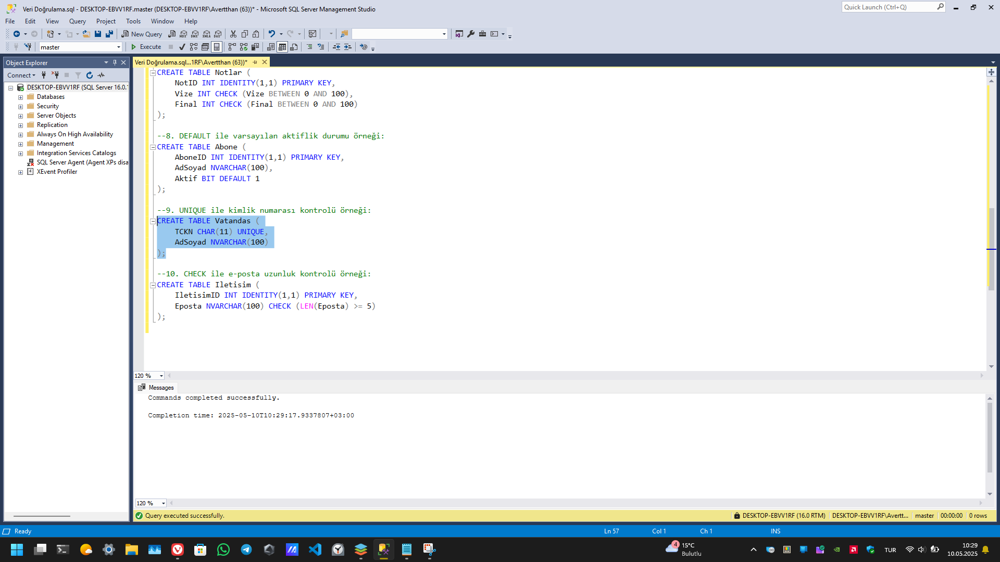 Veri Doğrulama.sql - DESKTOP-EBVV1RF.master (DESKTOP-EBVV1RF\Avertthan (63))* - Microsoft SQL Server Management Studio
Quick Launch (Ctrl+Q)
File Edit View Query Project Tools Window Help
New Query
MDX DMX XMLA DAX
master
Execute
Object Explorer
Veri Doğrulama.sql...1RF\Avertthan (63))*
Connect
DESKTOP-EBVV1RF (SQL Server 16.0.1
Databases
Security
Server Objects
Replication
Always On High Availability
Management
Integration Services Catalogs
SQL Server Agent (Agent XPs disa
XEvent Profiler
CREATE TABLE Notlar (
NotID INT IDENTITY(1,1) PRIMARY KEY,
Vize INT CHECK (Vize BETWEEN 0 AND 100),
Final INT CHECK (Final BETWEEN 0 AND 100)
);
--8. DEFAULT ile varsayılan aktiflik durumu örneği:
CREATE TABLE Abone (
AboneID INT IDENTITY(1,1) PRIMARY KEY,
AdSoyad NVARCHAR(100),
Aktif BIT DEFAULT 1
);
--9. UNIQUE ile kimlik numarası kontrolü örneği:
CREATE TABLE Vatandas (
TCKN CHAR(11) UNIQUE,
AdSoyad NVARCHAR(100)
);
--10. CHECK ile e-posta uzunluk kontrolü örneği:
CREATE TABLE Iletisim (
IletisimID INT IDENTITY(1,1) PRIMARY KEY,
Eposta NVARCHAR(100) CHECK (LEN(Eposta) >= 5)
);
120 %
Messages
Commands completed successfully.
Completion time: 2025-05-10T10:29:17.9337807+03:00
120 %
Query executed successfully.
DESKTOP-EBVV1RF (16.0 RTM) DESKTOP-EBVV1RF\Avertt... master 00:00:00 0 rows
Ready
Ln 57 Col 1 Ch 1 INS
4
15°C
Bulutlu
TUR
10:29
10.05.2025